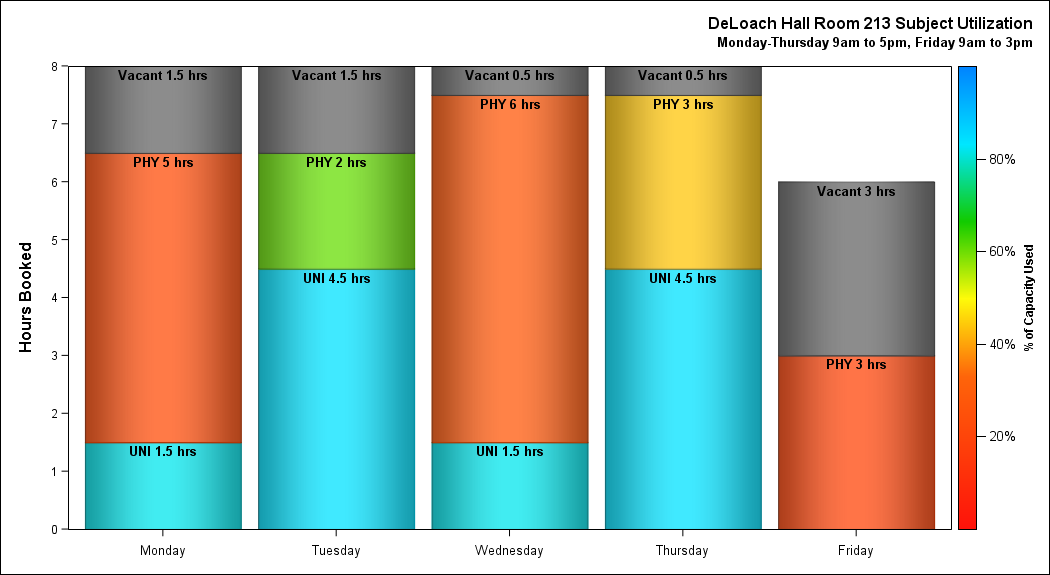 DeLoach Hall Room 213 Subject Utilization
Monday-Thursday 9am to 5pm, Friday 9am to 3pm
Hours Booked
8
7
6
5
4
3
2
1
0
Vacant 1.5 hrs
PHY 5 hrs
UNI 1.5 hrs
Vacant 1.5 hrs
PHY 2 hrs
UNI 4.5 hrs
Vacant 0.5 hrs
PHY 6 hrs
UNI 1.5 hrs
Vacant 0.5 hrs
PHY 3 hrs
UNI 4.5 hrs
Vacant 3 hrs
PHY 3 hrs
Monday
Tuesday
Wednesday
Thursday
Friday
80%
60%
40%
20%
% of Capacity Used